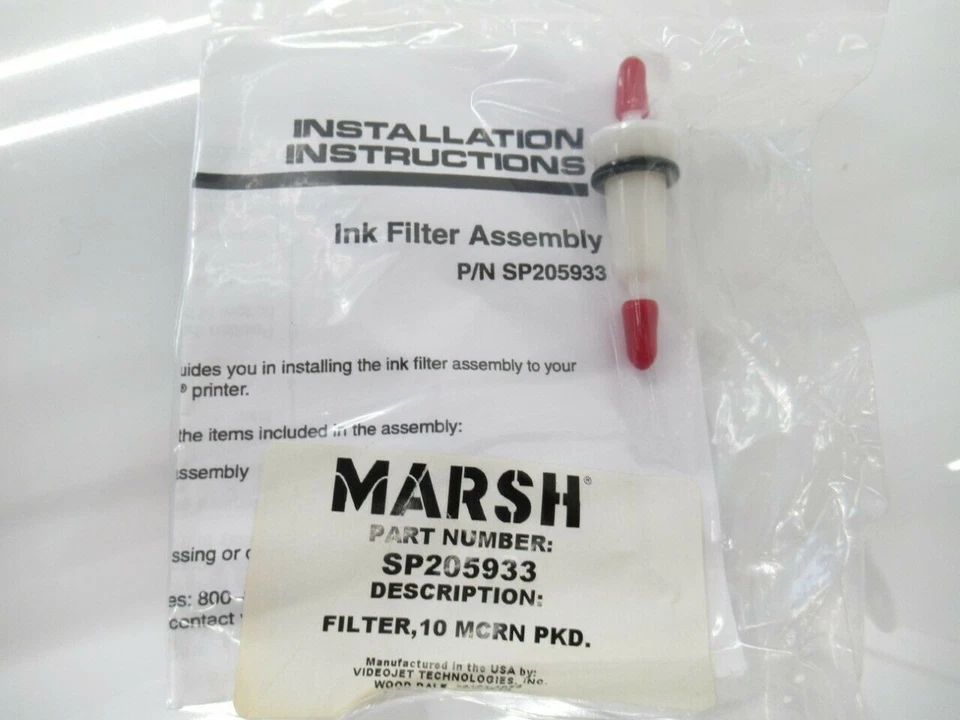 INSTALLATION
INSTRUCTIONS
Ink Filter Assembly
P/N SP205933
uides you in installing the ink filter assembly to your
® printer.
the items included in the assembly:
ssembly
ssing or
es: 800
contact
MARSH®
PART NUMBER:
SP205933
DESCRIPTION:
FILTER,10 MCRN PKD.
Manufactured in the USA by:
VIDEOJET TECHNOLOGIES, INC.
WOOD DALE,